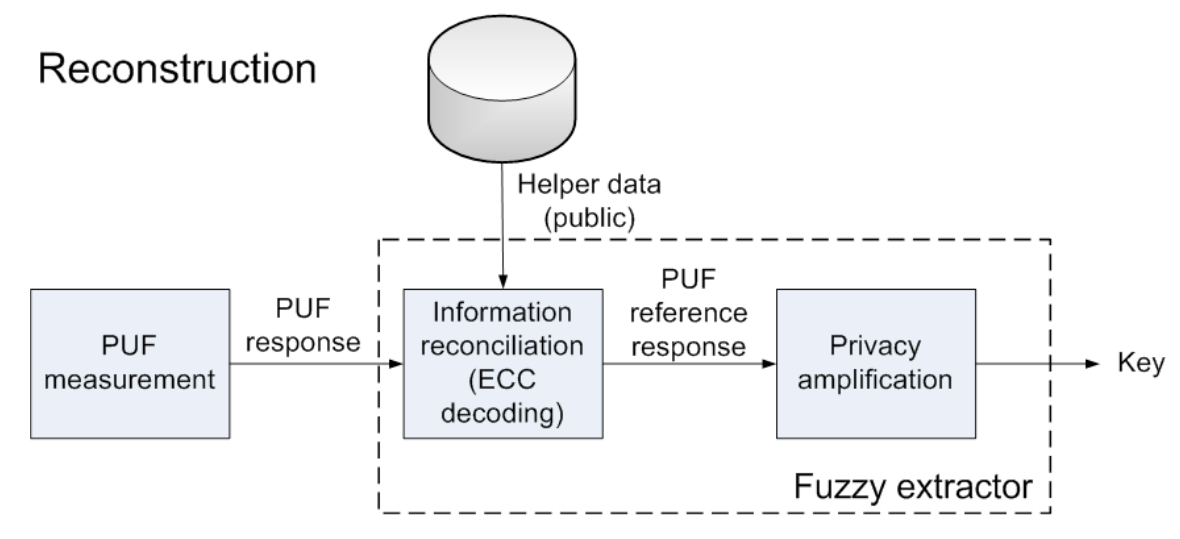 Reconstruction
Helper data
(public)
PUF
measurement
PUF
response
Information
reconciliation
(ECC
decoding)
PUF
reference
response
Privacy
amplification
Key
Fuzzy extractor